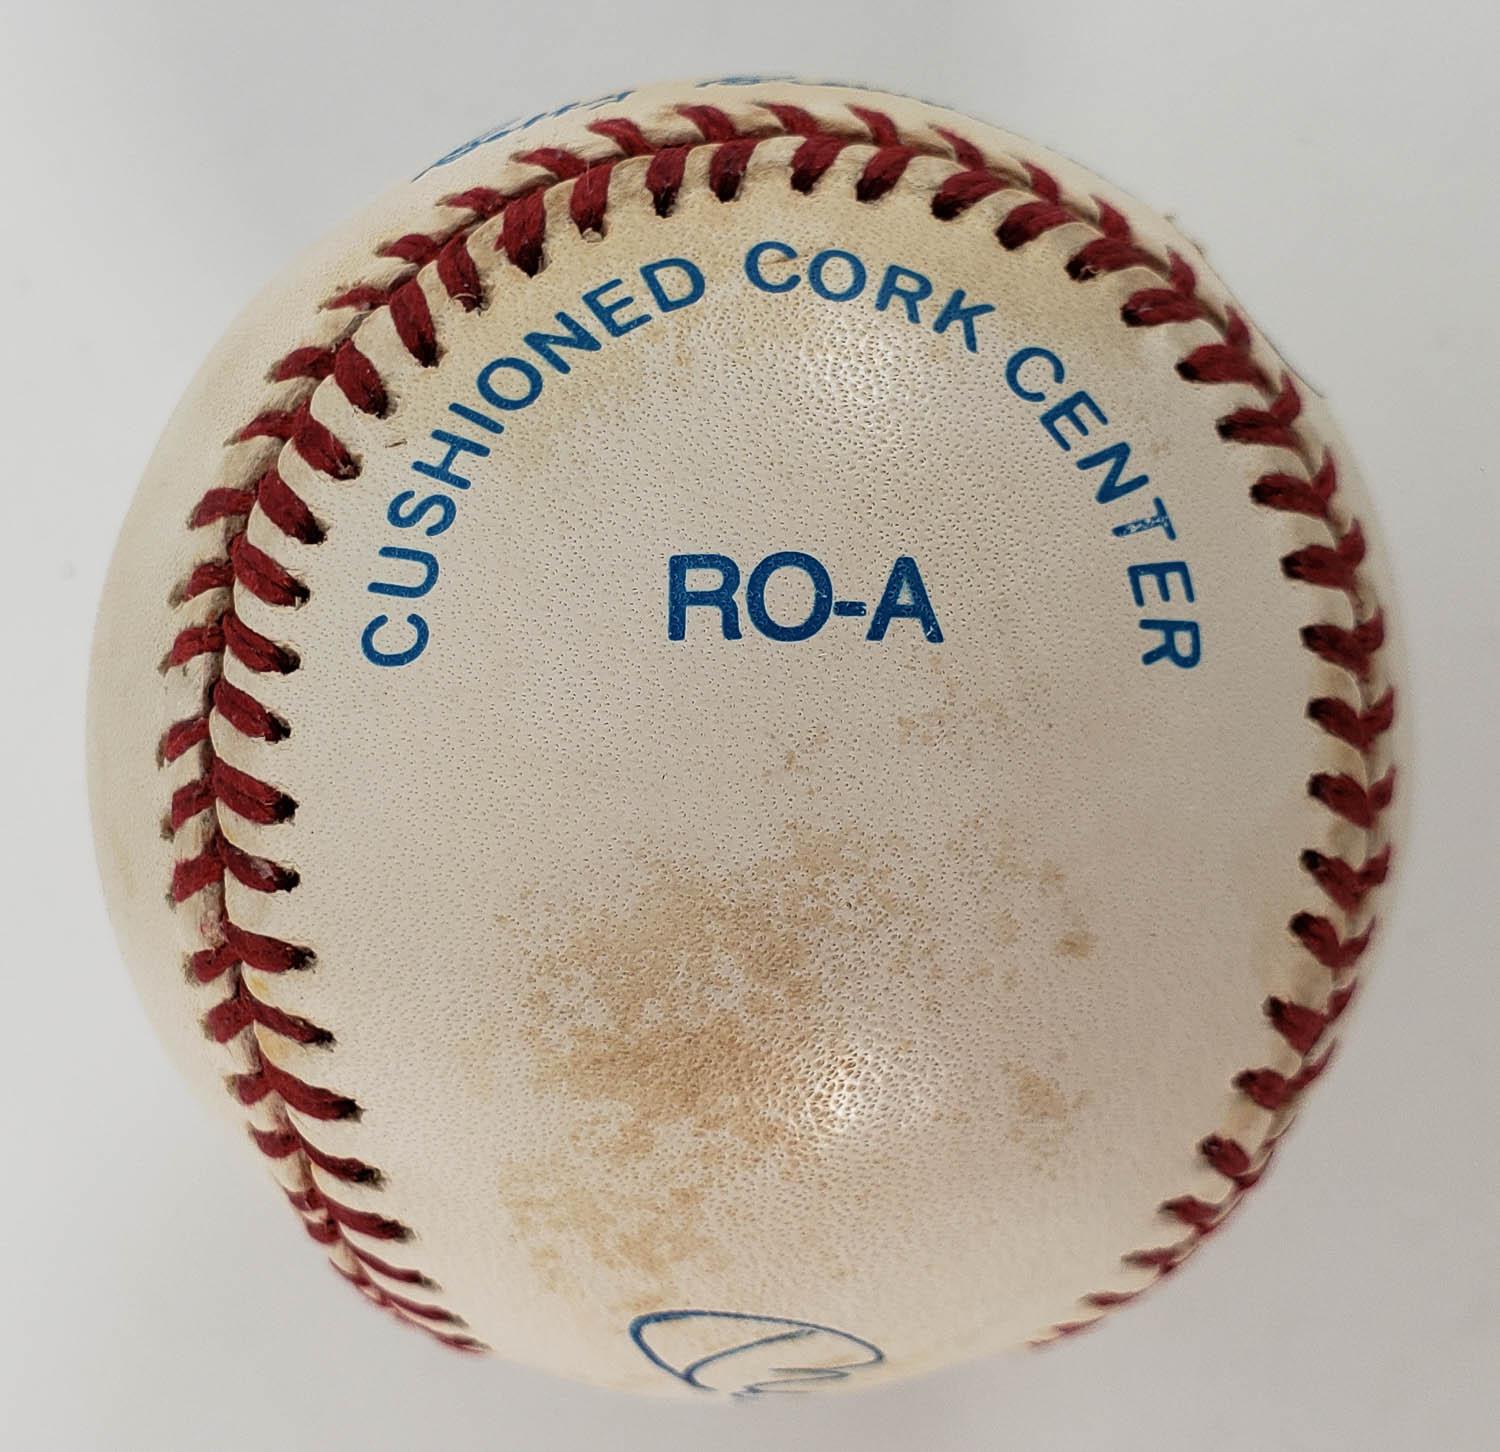 CUSHIONED CORK CENTER
RO-A